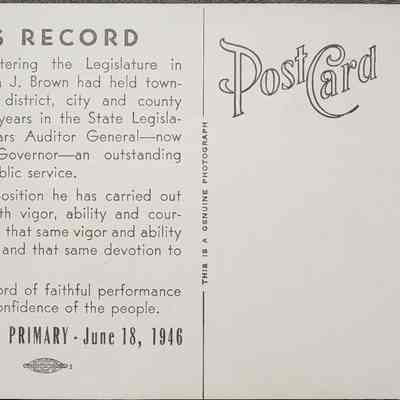 S RECORD
tering the Legislature in
J. Brown had held town-
district, city and county
years in the State Legisla-
ars Auditor General—now
Governor—an outstanding
blic service.
osition he has carried out
th vigor, ability and cour-
that same vigor and ability
and that same devotion to
ord of faithful performance
onfidence of the people.
PRIMARY - June 18, 1946
THIS IS A GENUINE PHOTOGRAPH
Post Card